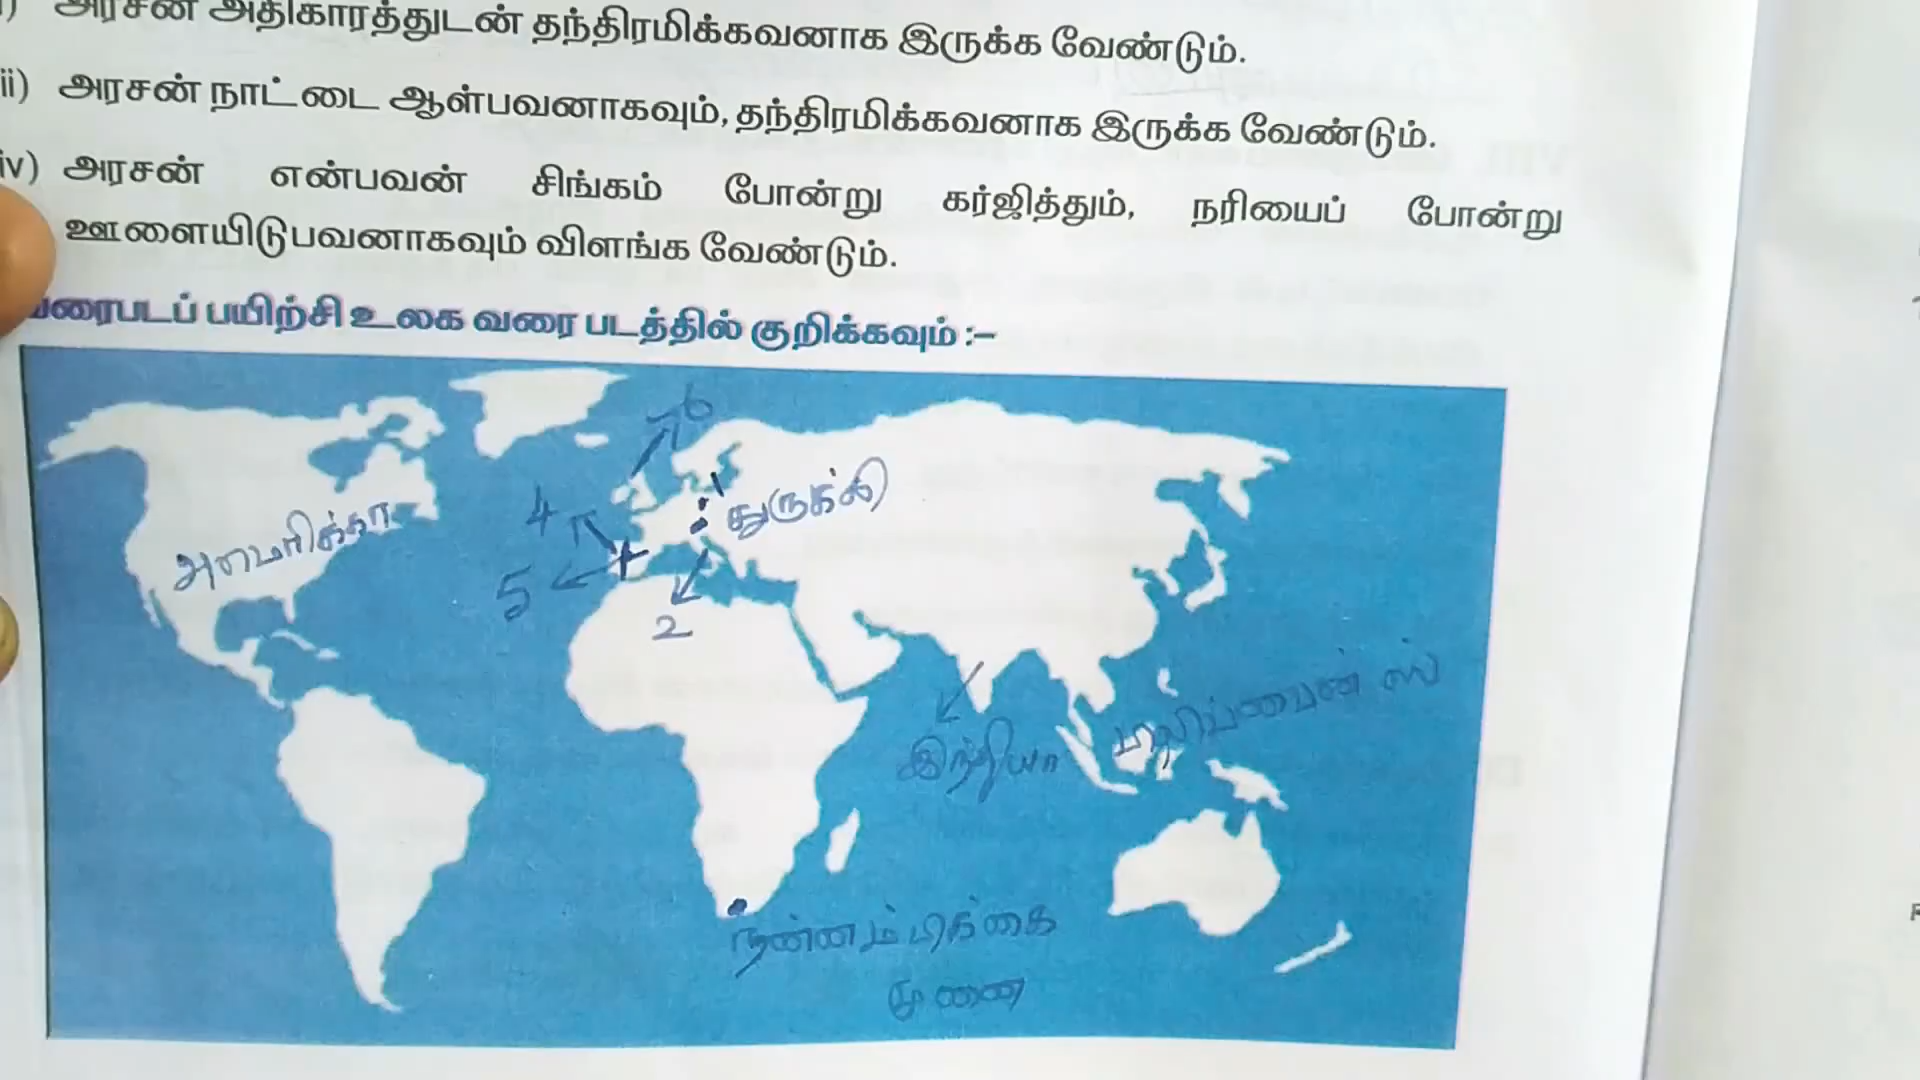 அரசன் அதிகாரத்துடன் தந்திரமிக்கவனாக இருக்க வேண்டும்.
ii) அரசன் நாட்டை ஆள்பவனாகவும், தந்திரமிக்கவனாக இருக்க வேண்டும்.
iv) அரசன் என்பவன் சிங்கம் போன்று கர்ஜித்தும், நரியைப் போன்று
ஊளையிடுபவனாகவும் விளங்க வேண்டும்.
வரைபடப் பயிற்சி உலக வரை படத்தில் குறிக்கவும் :–
6
1
துருக்கி
4
அமெரிக்கா
5
2
பிலிப்பைன்ஸ்
இந்தியா
நன்னம்பிக்கை
முனை